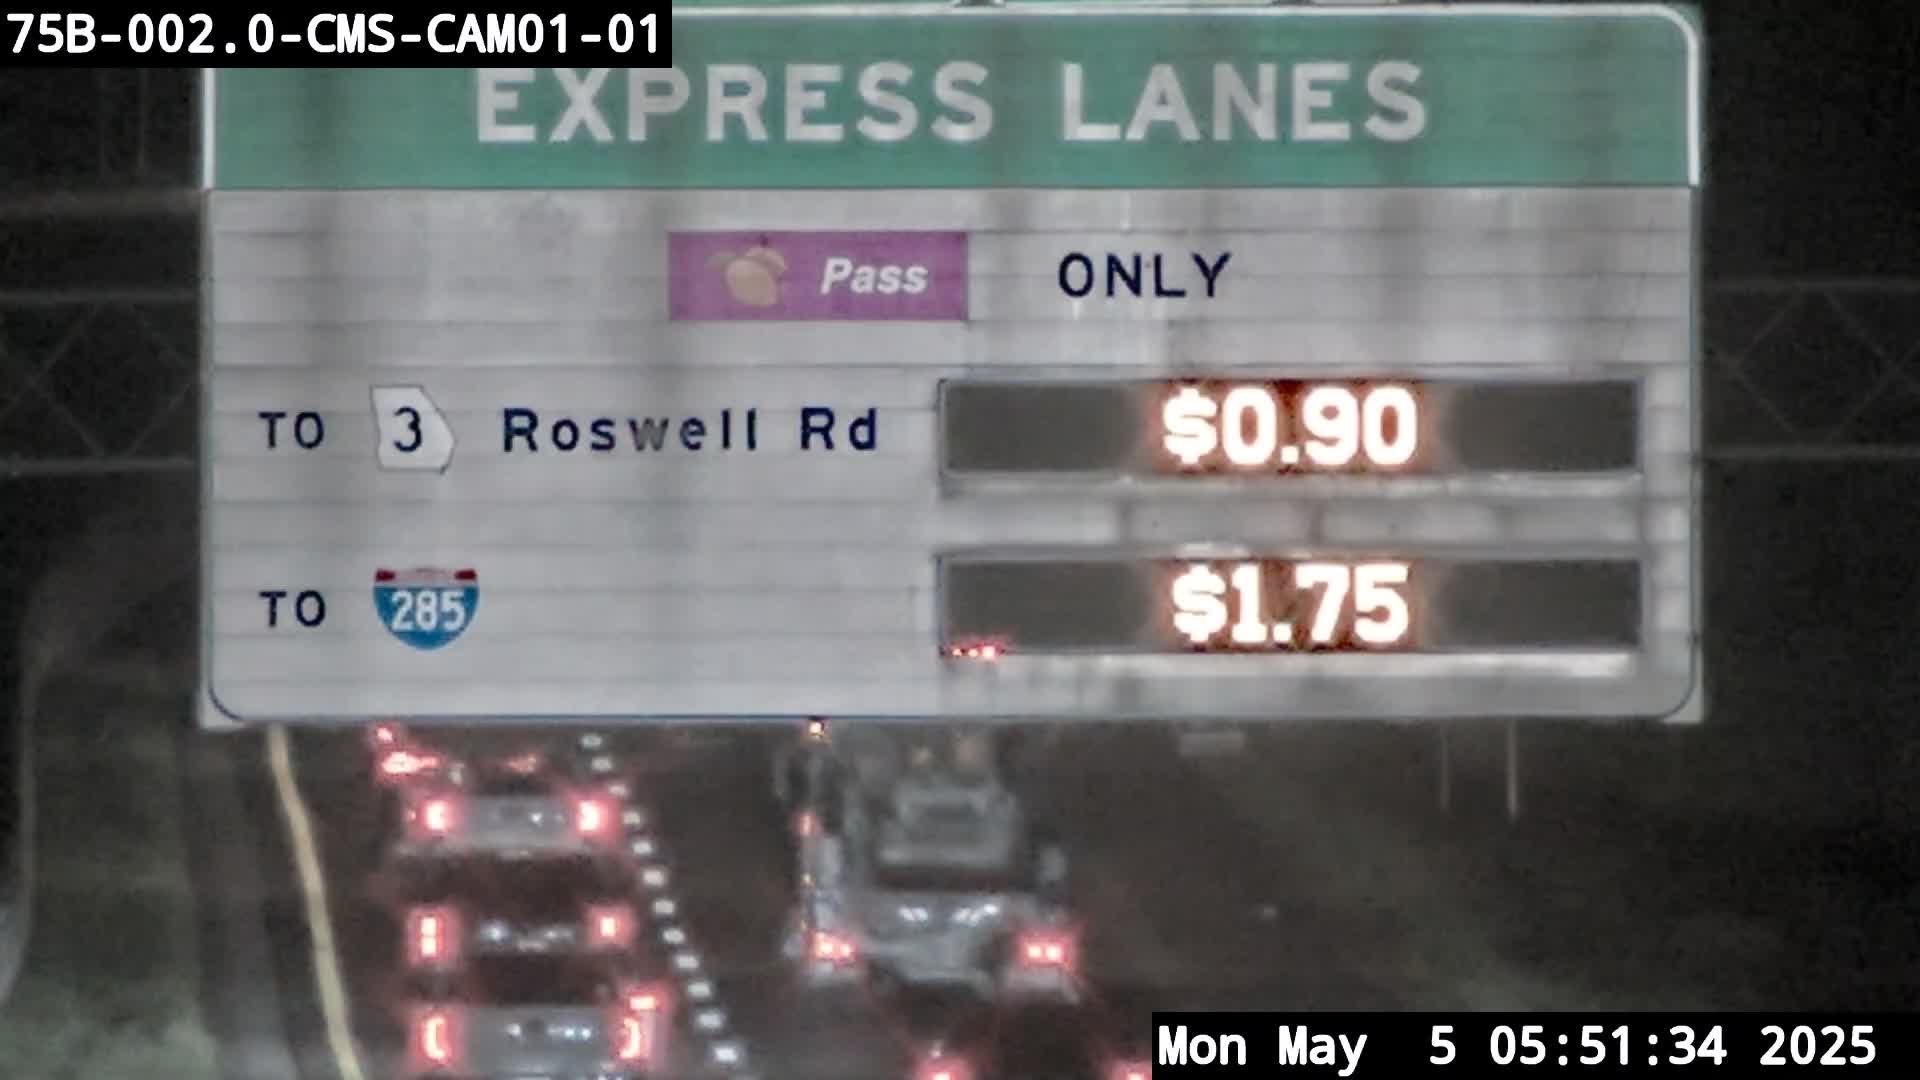 75B-002.0-CMS-CAM01-01
EXPRESS LANES
Pass ONLY
TO 3 Roswell Rd $0.90
TO 285 $1.75
Mon May 5 05:51:34 2025